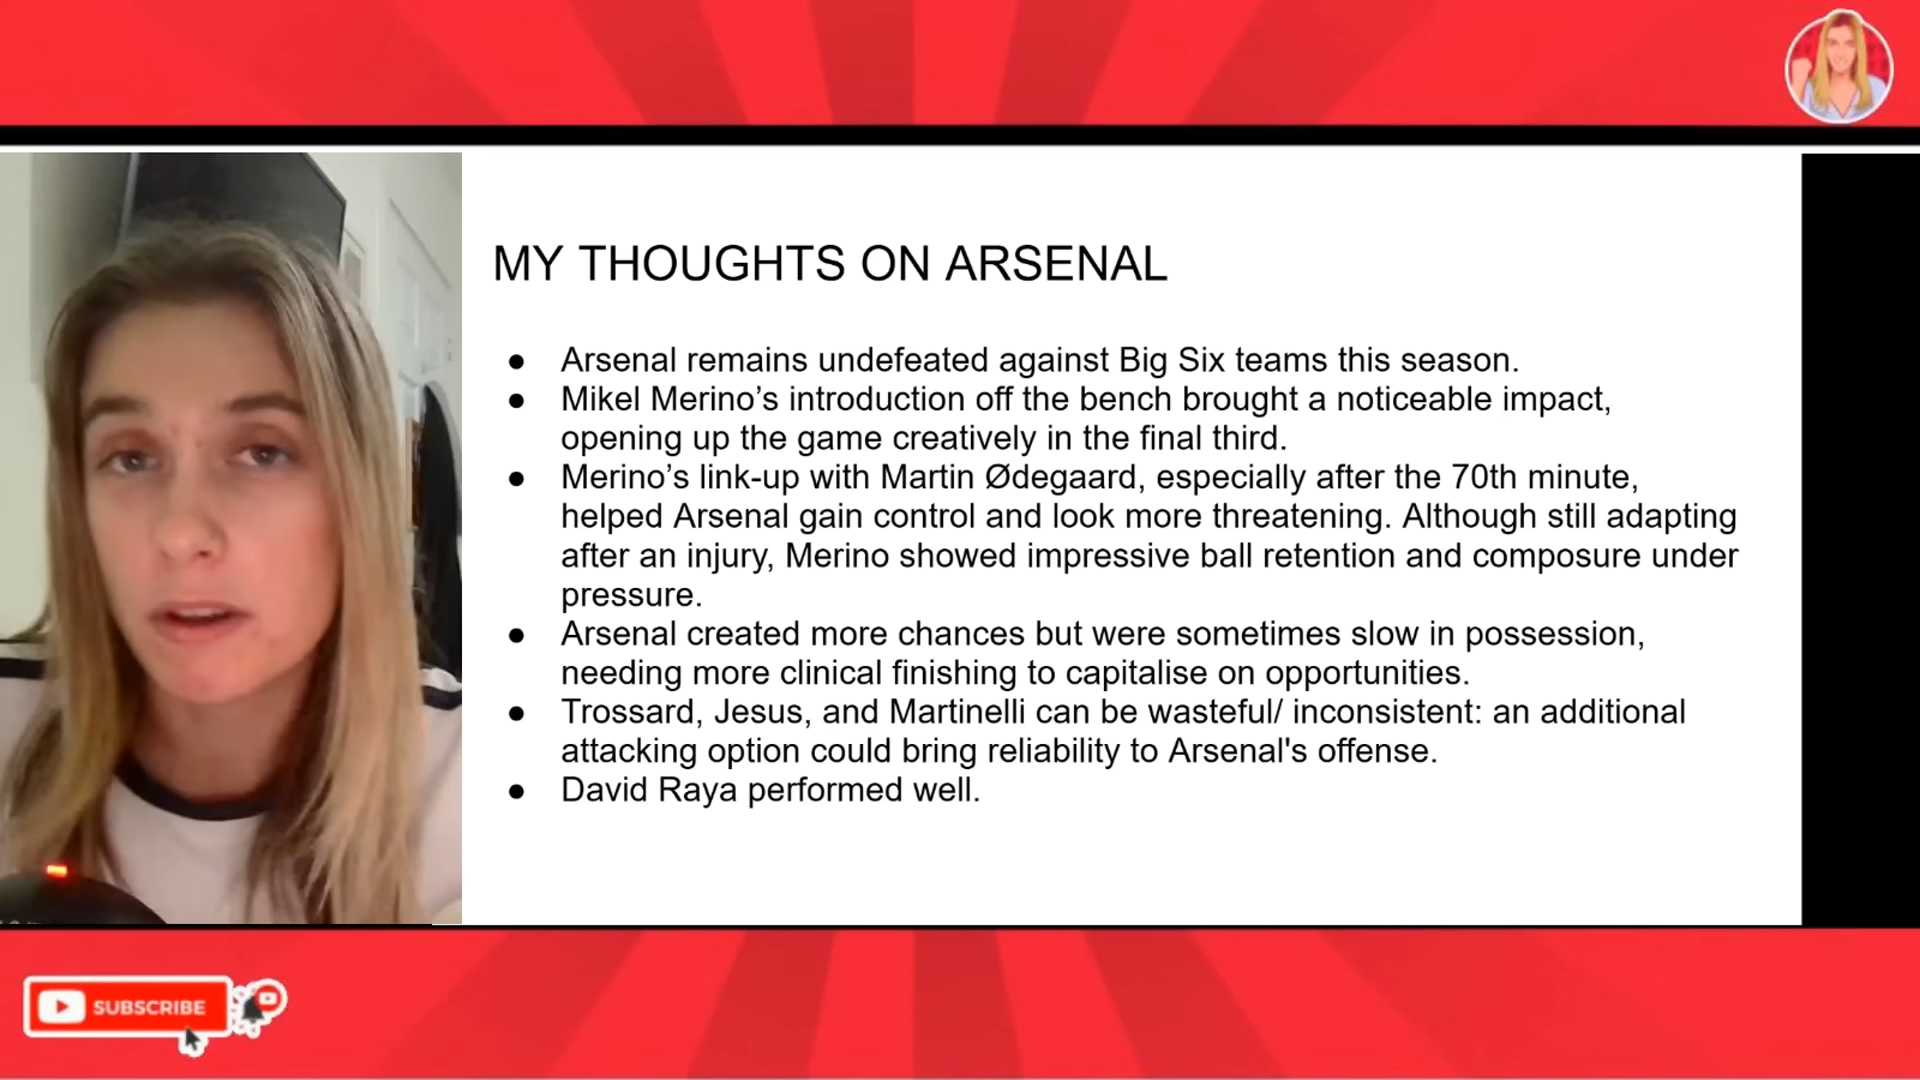 MY THOUGHTS ON ARSENAL
● Arsenal remains undefeated against Big Six teams this season.
● Mikel Merino’s introduction off the bench brought a noticeable impact,
opening up the game creatively in the final third.
● Merino’s link-up with Martin Ødegaard, especially after the 70th minute,
helped Arsenal gain control and look more threatening. Although still adapting
after an injury, Merino showed impressive ball retention and composure under
pressure.
● Arsenal created more chances but were sometimes slow in possession,
needing more clinical finishing to capitalise on opportunities.
● Trossard, Jesus, and Martinelli can be wasteful/ inconsistent: an additional
attacking option could bring reliability to Arsenal's offense.
● David Raya performed well.
SUBSCRIBE